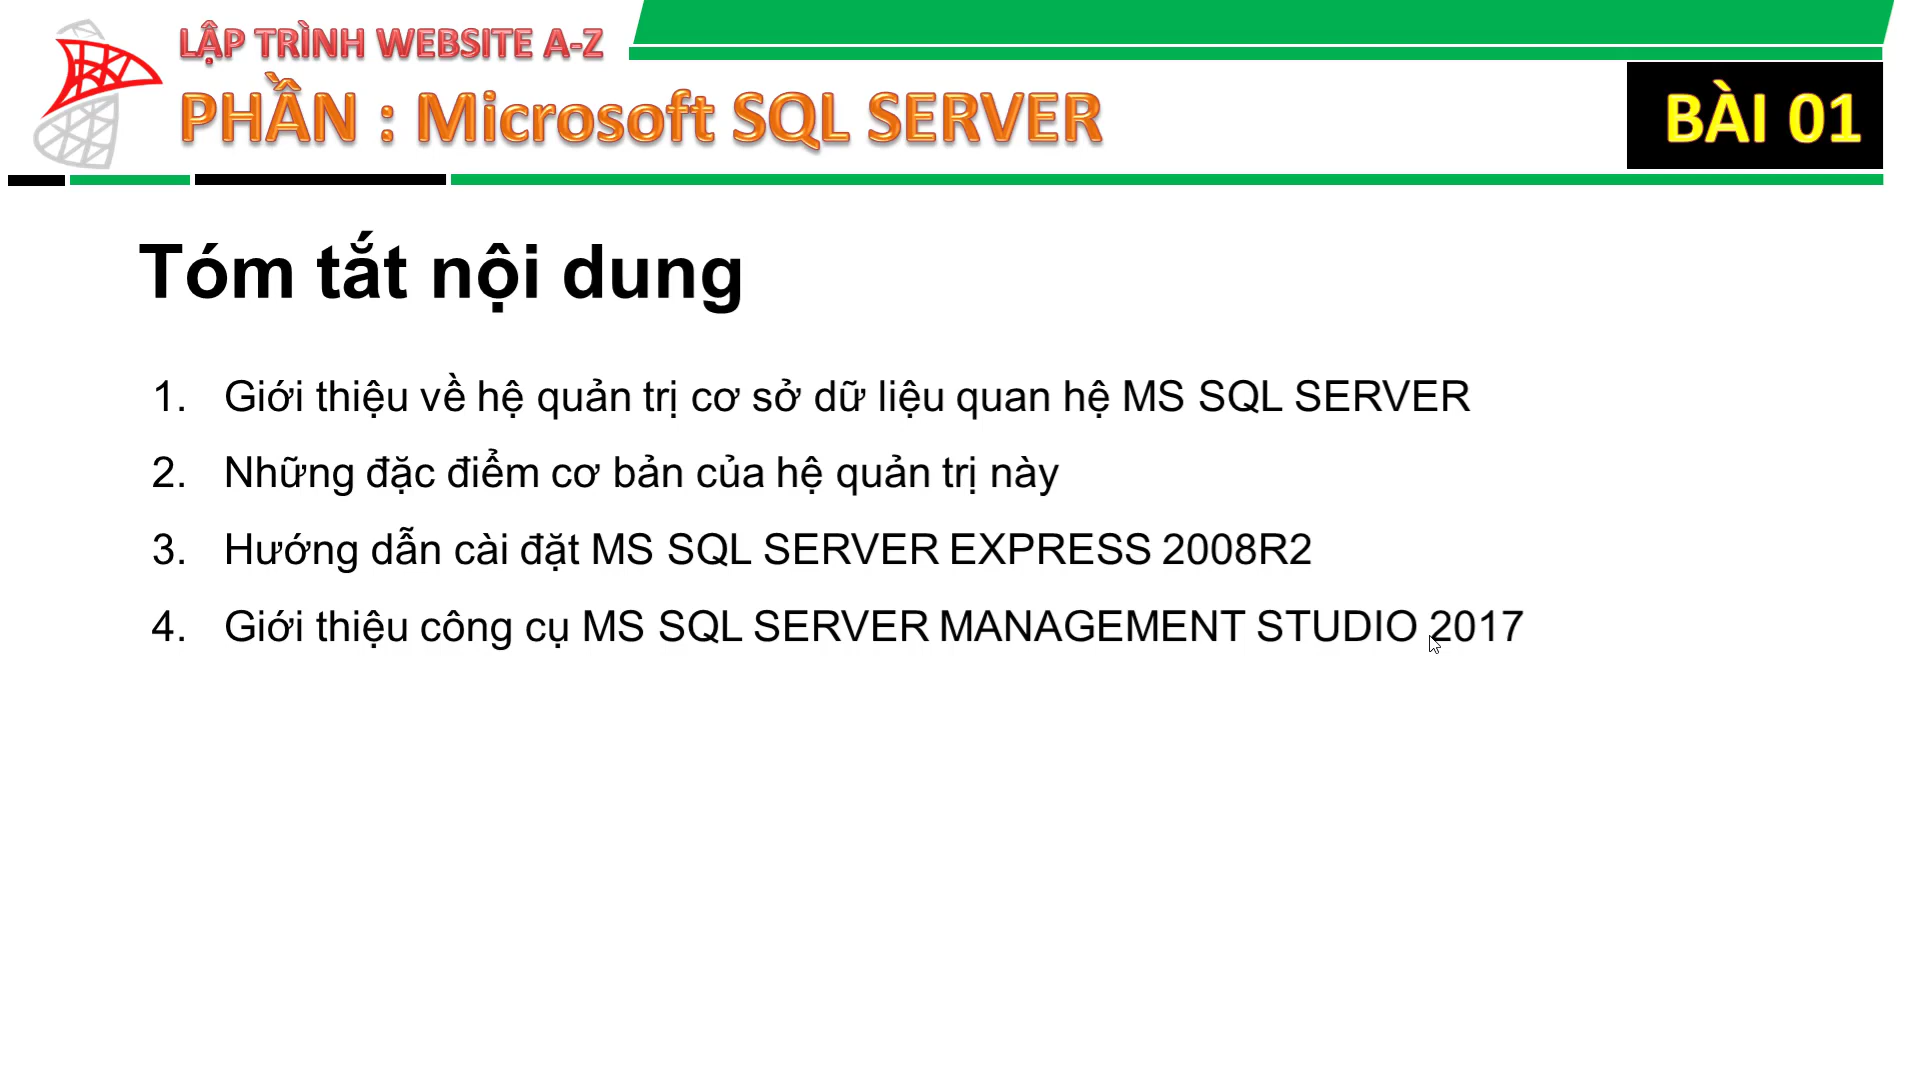 LẬP TRÌNH WEBSITE A-Z
PHẦN : Microsoft SQL SERVER
BÀI 01
Tóm tắt nội dung
1. Giới thiệu về hệ quản trị cơ sở dữ liệu quan hệ MS SQL SERVER
2. Những đặc điểm cơ bản của hệ quản trị này
3. Hướng dẫn cài đặt MS SQL SERVER EXPRESS 2008R2
4. Giới thiệu công cụ MS SQL SERVER MANAGEMENT STUDIO 2017